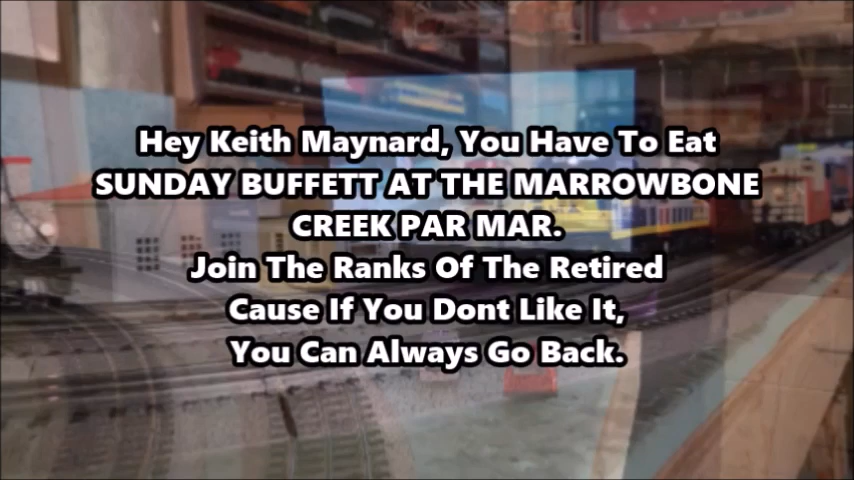 Hey Keith Maynard, You Have To Eat
SUNDAY BUFFETT AT THE MARROWBONE
CREEK PAR MAR.
Join The Ranks Of The Retired
Cause If You Dont Like It,
You Can Always Go Back.